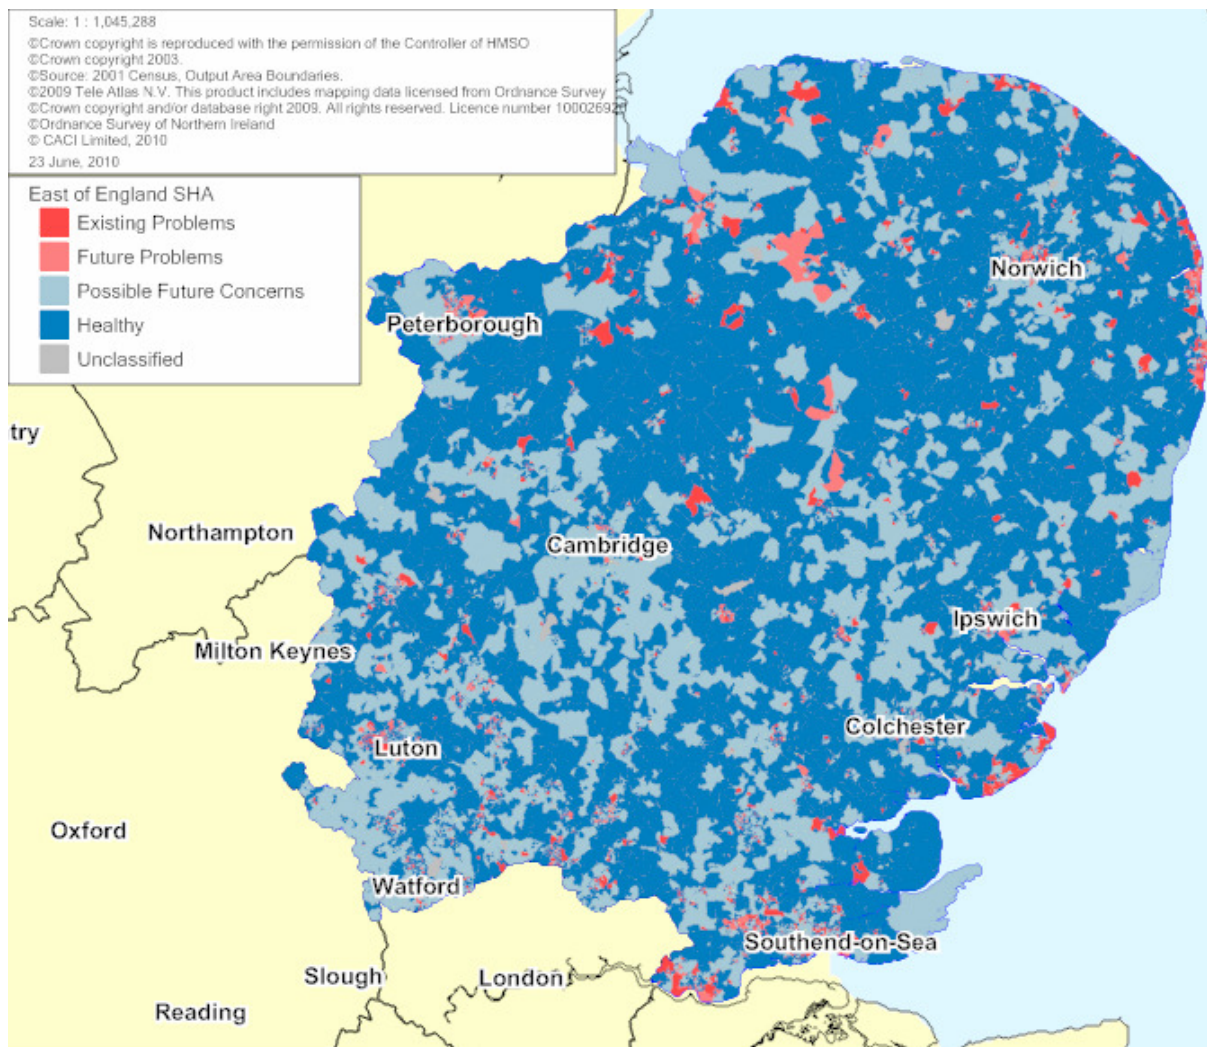 Scale: 1 : 1,045,288
©Crown copyright is reproduced with the permission of the Controller of HMSO
©Crown copyright 2003.
©Source: 2001 Census, Output Area Boundaries.
©2009 Tele Atlas N.V. This product includes mapping data licensed from Ordnance Survey
©Crown copyright and/or database right 2009. All rights reserved. Licence number 100026920
©Ordnance Survey of Northern Ireland
© CACI Limited, 2010
23 June, 2010
East of England SHA
Existing Problems
Future Problems
Possible Future Concerns
Healthy
Unclassified
Norwich
Peterborough
try
Northampton
Cambridge
Ipswich
Milton Keynes
Colchester
Luton
Oxford
Watford
Southend-on-Sea
Slough
London
Reading